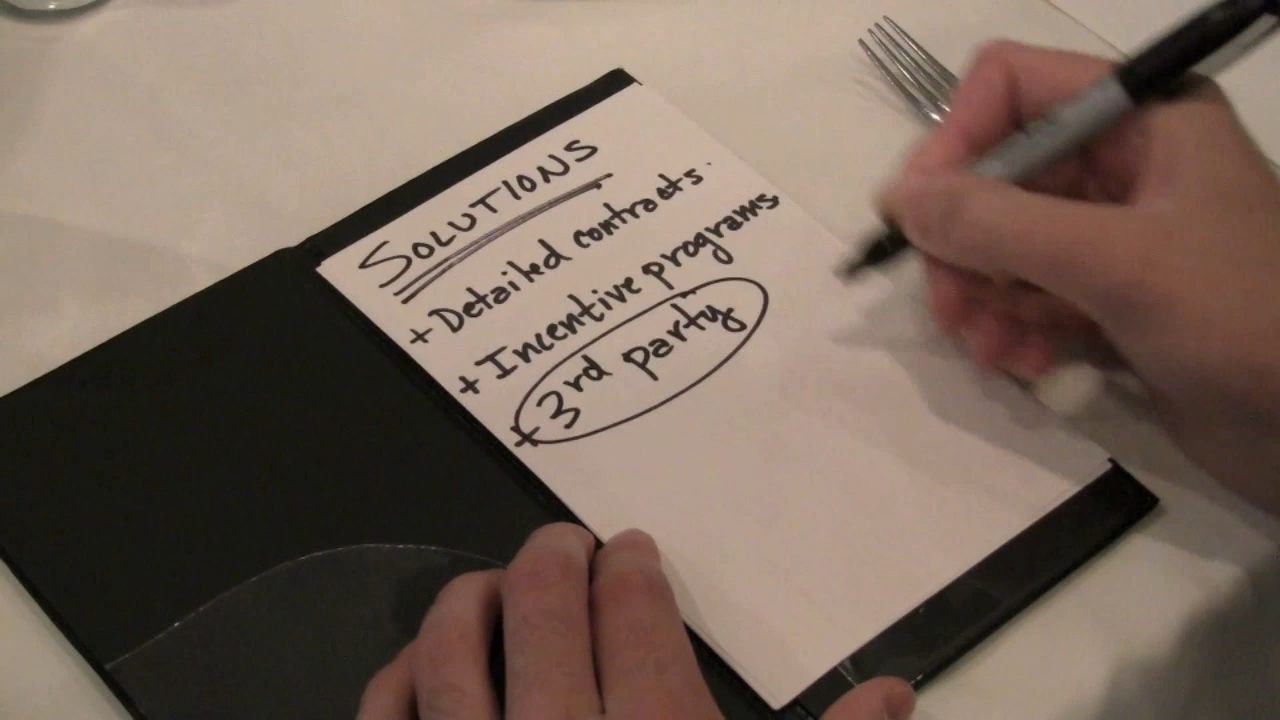 SOLUTIONS
+ Detailed contracts.
+ Incentive programs
+ 3rd party